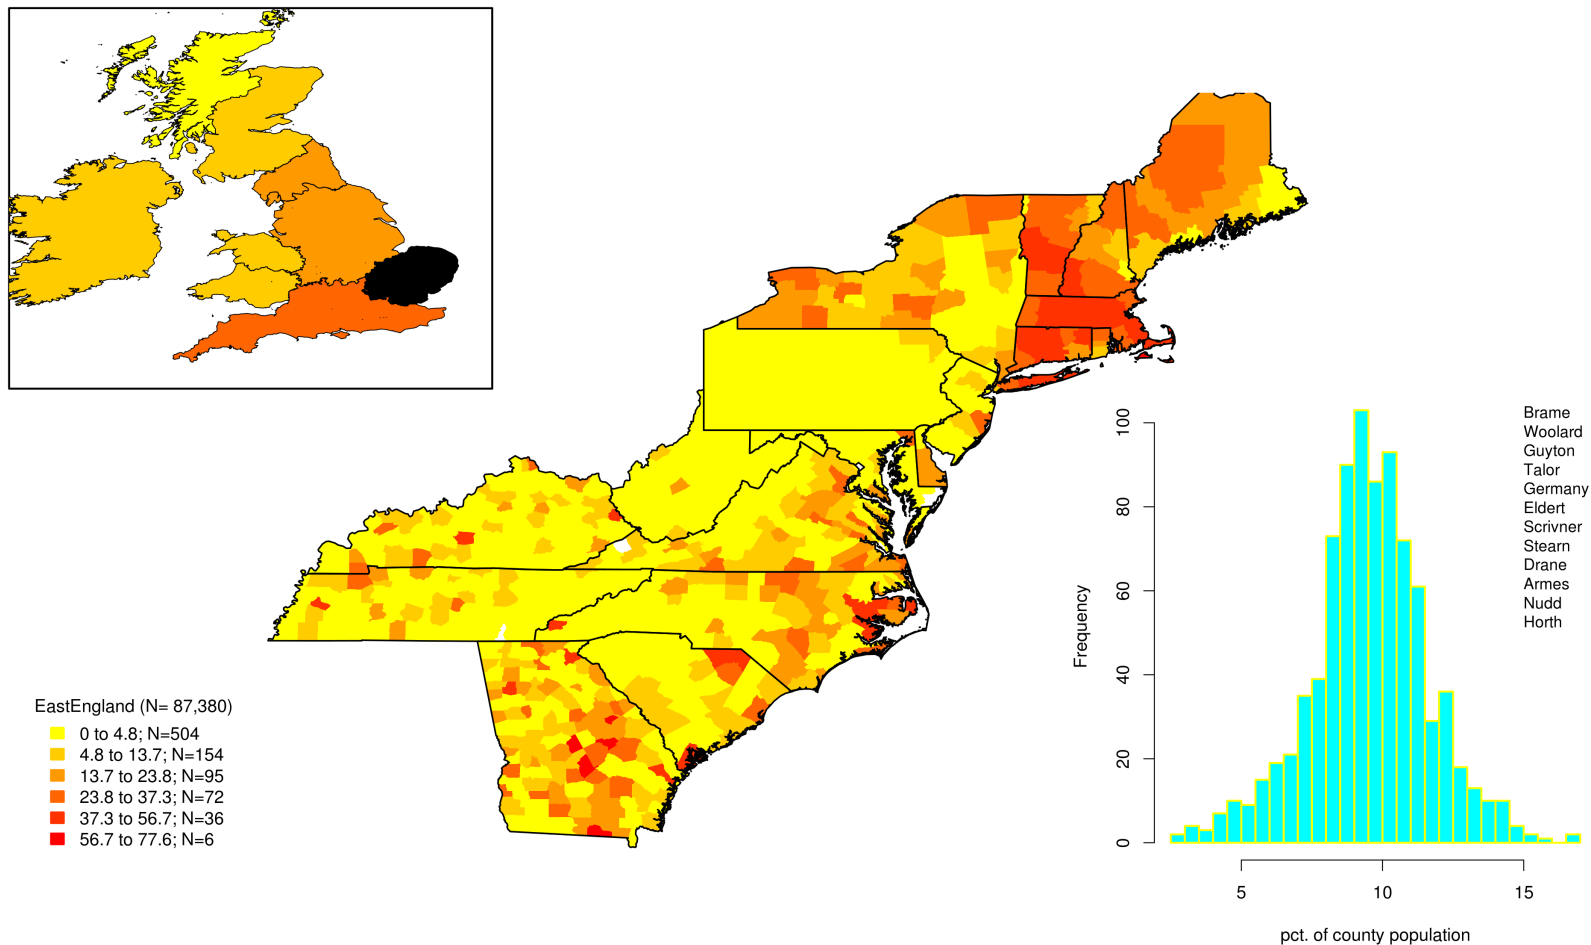 EastEngland (N= 87,380)
0 to 4.8; N=504
4.8 to 13.7; N=154
13.7 to 23.8; N=95
23.8 to 37.3; N=72
37.3 to 56.7; N=36
56.7 to 77.6; N=6
Brame
Woolard
Guyton
Talor
Germany
Eldert
Scrivner
Stearn
Drane
Armes
Nudd
Horth
Frequency
100
80
60
40
20
0
5 10 15
pct. of county population